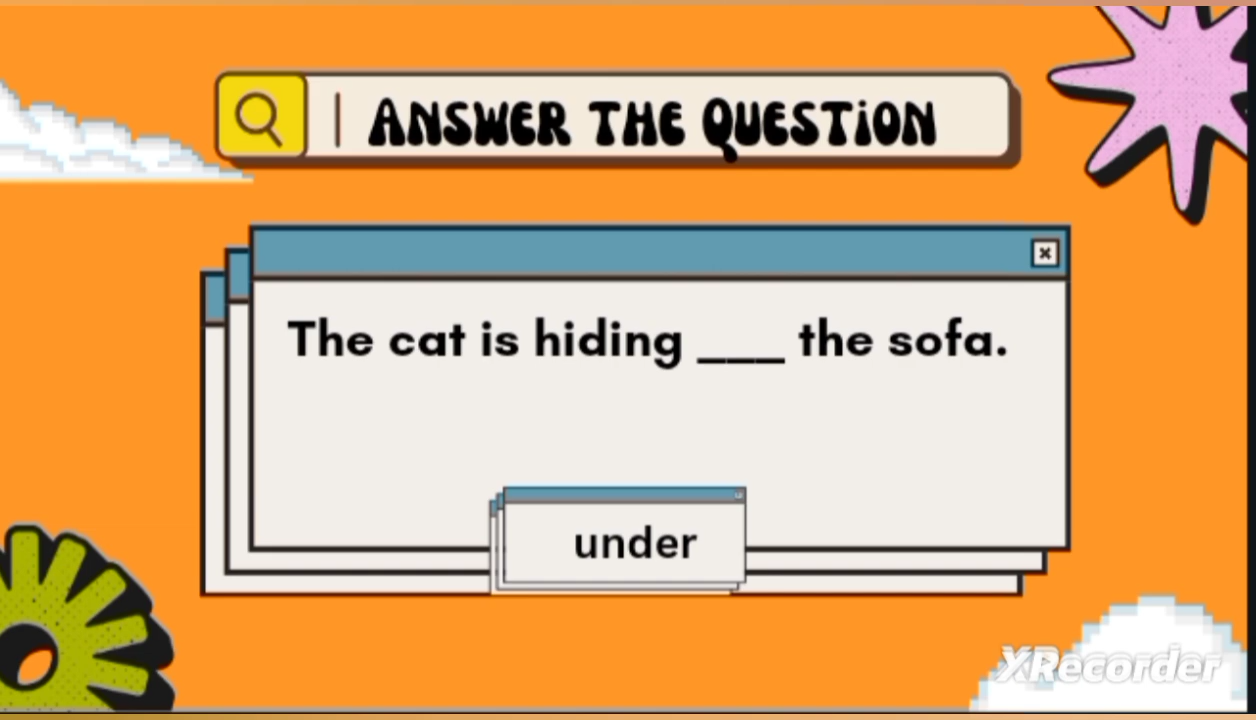 ANSWER THE QUESTiON
The cat is hiding ___ the sofa.
under
XRecorder